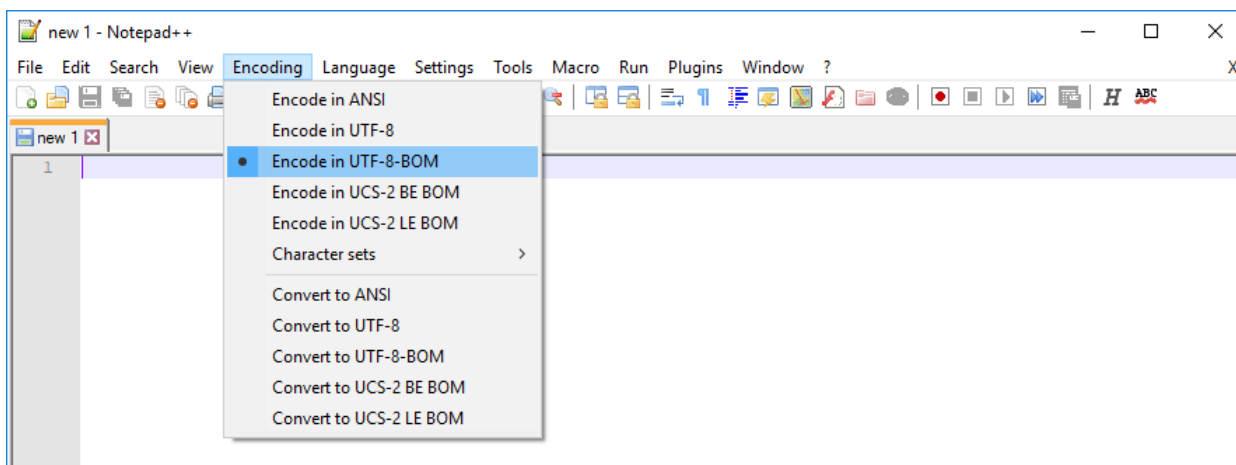 new 1 - Notepad++
File Edit Search View Encoding Language Settings Tools Macro Run Plugins Window ? X
H ABC
new 1
1
Encode in ANSI
Encode in UTF-8
Encode in UTF-8-BOM
Encode in UCS-2 BE BOM
Encode in UCS-2 LE BOM
Character sets
Convert to ANSI
Convert to UTF-8
Convert to UTF-8-BOM
Convert to UCS-2 BE BOM
Convert to UCS-2 LE BOM